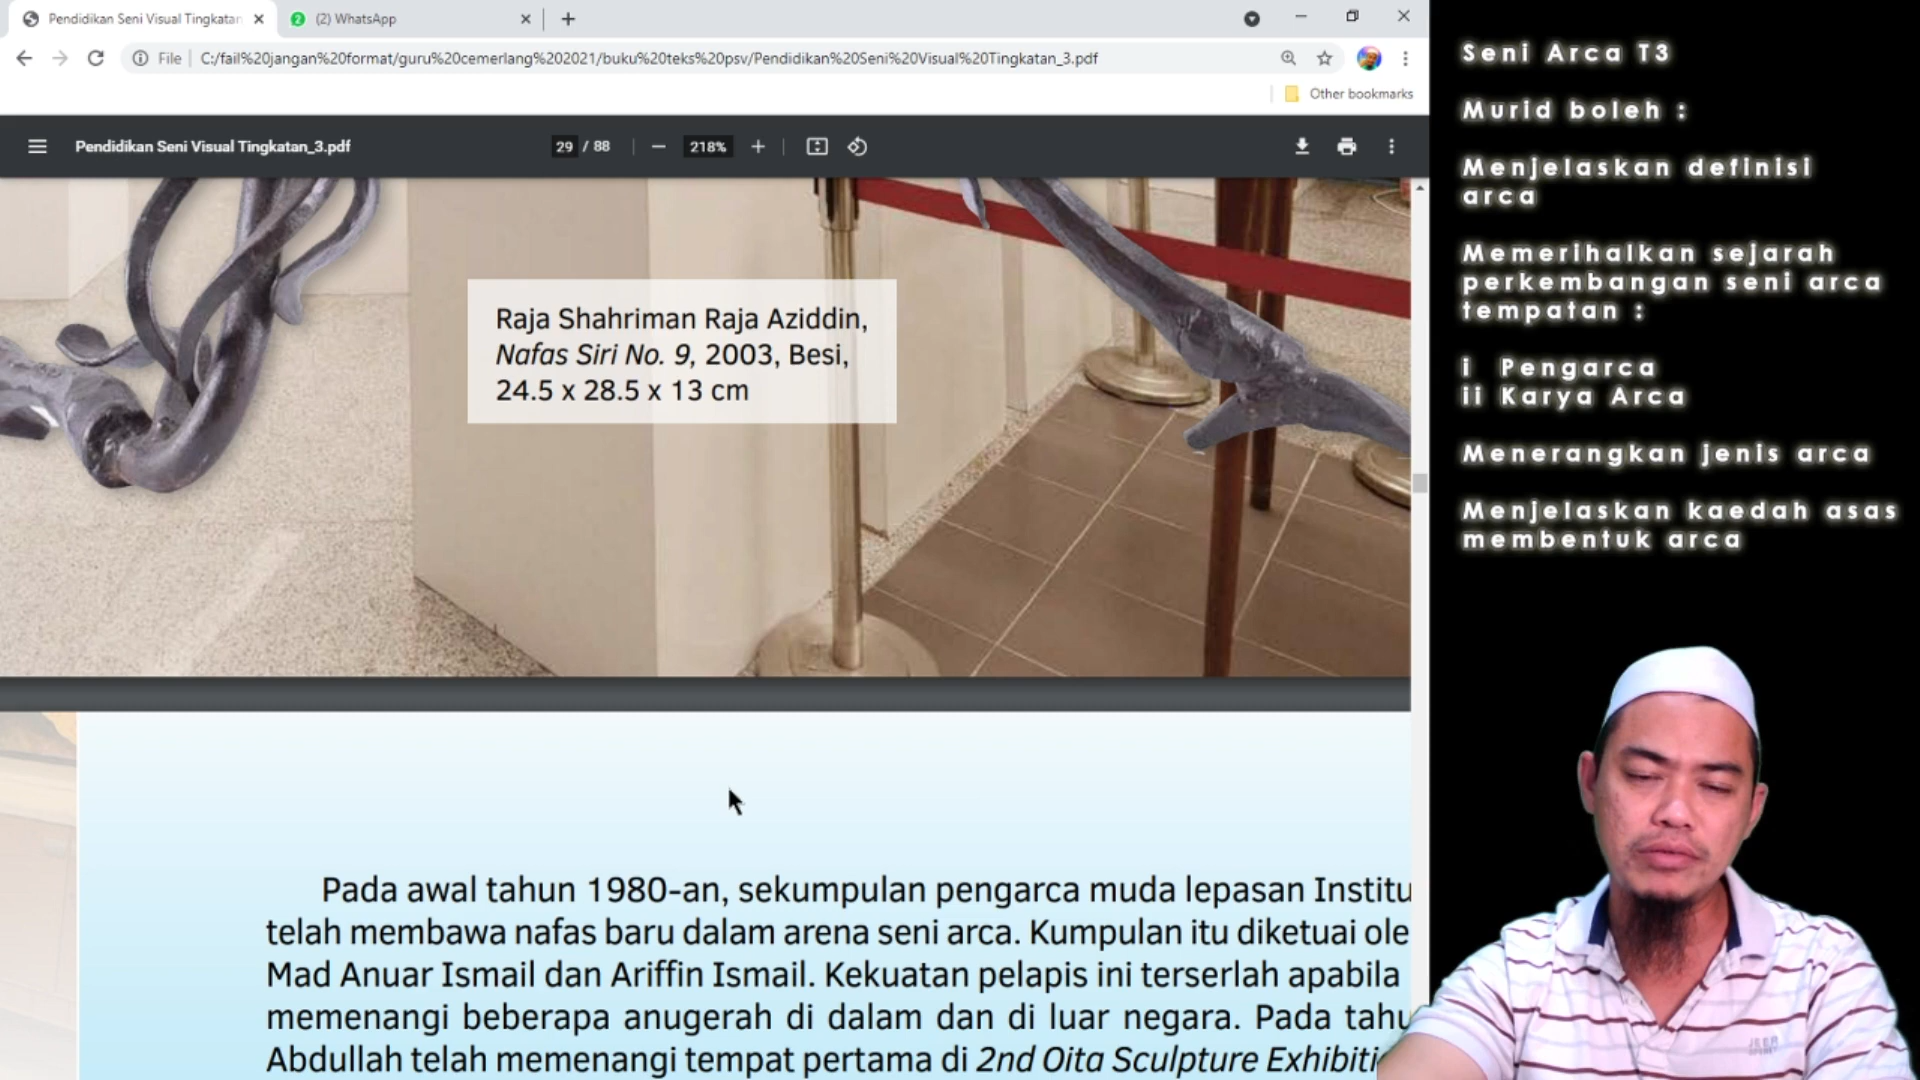 Pendidikan Seni Visual Tingkatan
(2) WhatsApp
File
C:/fail%20jangan%20format/guru%20cemerlang%202021/buku%20teks%20psv/Pendidikan%20Seni%20Visual%20Tingkatan_3.pdf
Other bookmarks
Pendidikan Seni Visual Tingkatan_3.pdf
29 / 88
218%
Raja Shahriman Raja Aziddin,
Nafas Siri No. 9, 2003, Besi,
24.5 x 28.5 x 13 cm
Pada awal tahun 1980-an, sekumpulan pengarca muda lepasan Institu
telah membawa nafas baru dalam arena seni arca. Kumpulan itu diketuai ole
Mad Anuar Ismail dan Ariffin Ismail. Kekuatan pelapis ini terserlah apabila
memenangi beberapa anugerah di dalam dan di luar negara. Pada tahu
Abdullah telah memenangi tempat pertama di 2nd Oita Sculpture Exhibiti
Seni Arca T3
Murid boleh :
Menjelaskan definisi
arca
Memerihalkan sejarah
perkembangan seni arca
tempatan :
i Pengarca
ii Karya Arca
Menerangkan jenis arca
Menjelaskan kaedah asas
membentuk arca